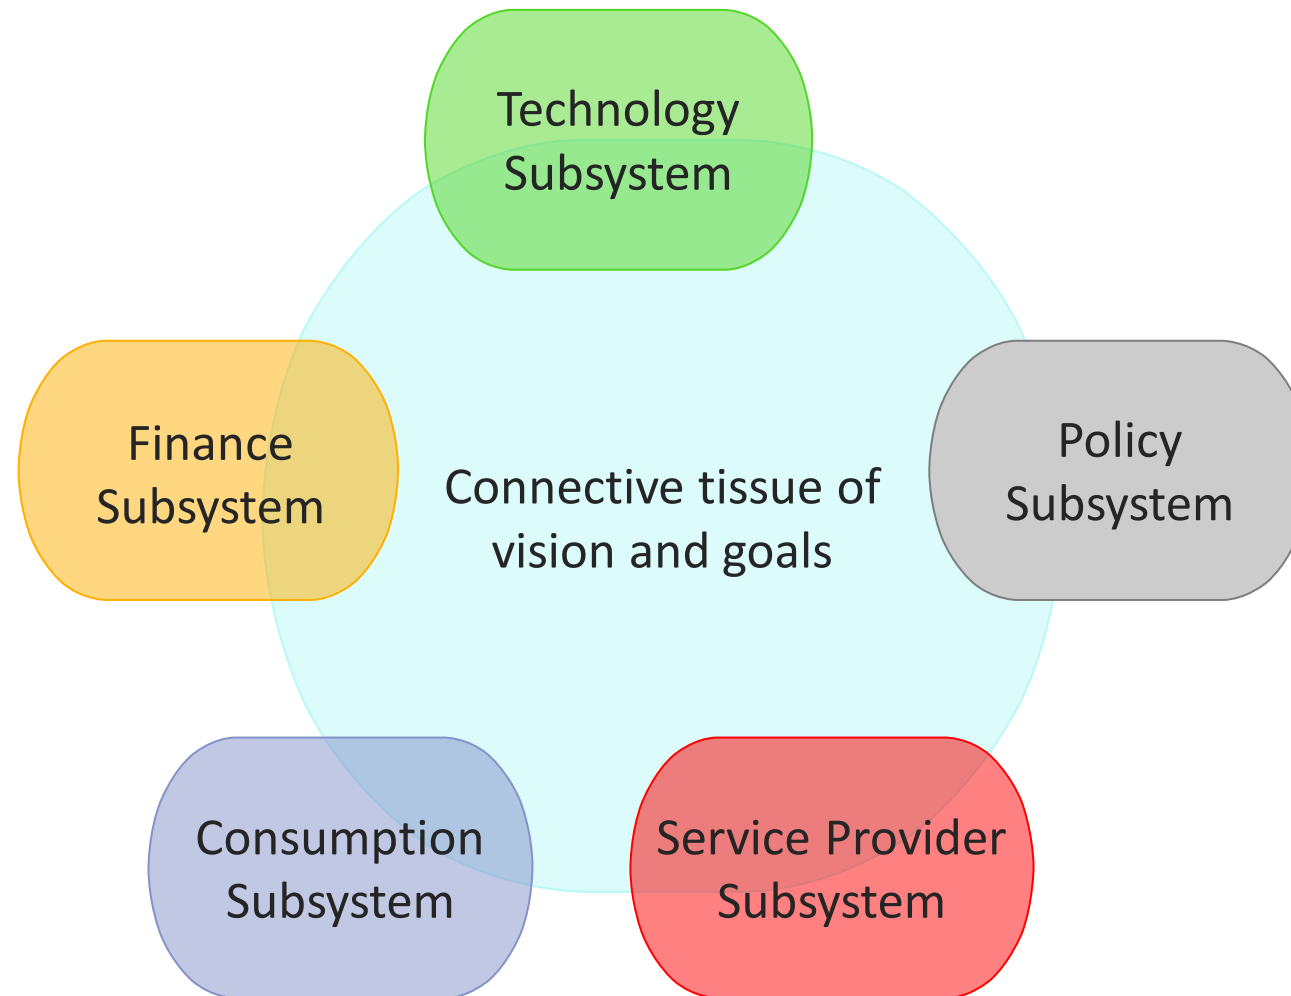 Technology
Subsystem
Finance
Subsystem
Connective tissue of
vision and goals
Policy
Subsystem
Consumption
Subsystem
Service Provider
Subsystem